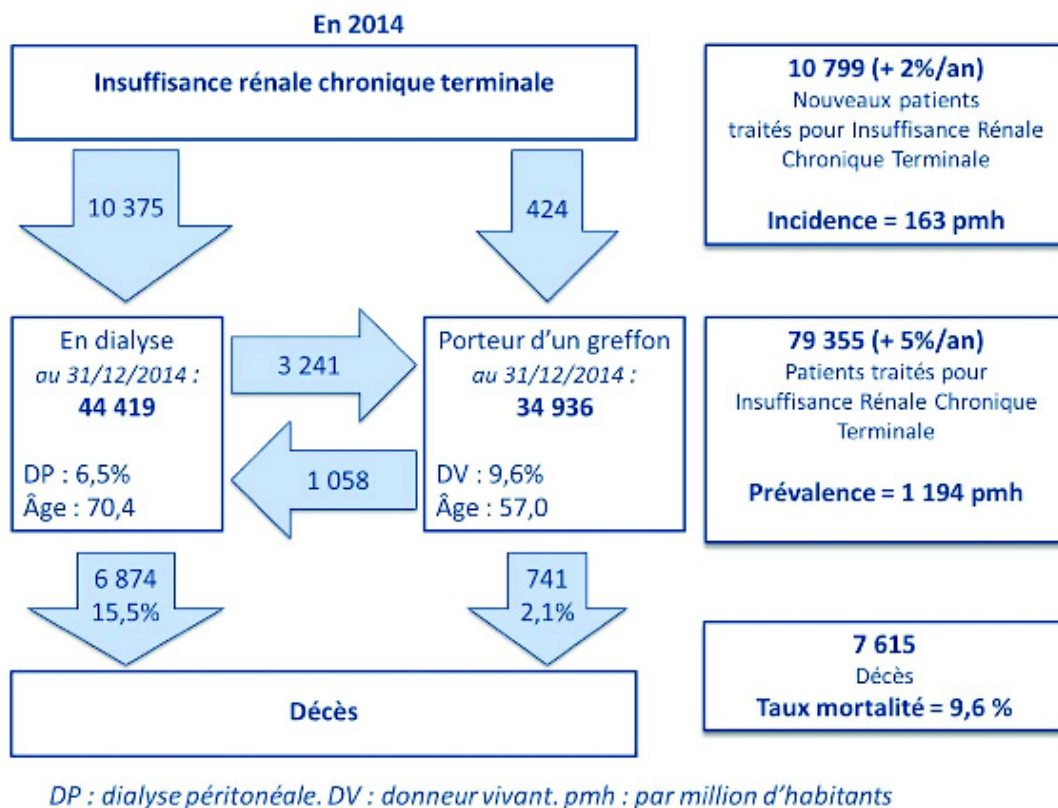 En 2014
Insuffisance rénale chronique terminale
10 799 (+ 2%/an)
Nouveaux patients
traités pour Insuffisance Rénale
Chronique Terminale
Incidence = 163 pmh
10 375
424
En dialyse
au 31/12/2014 :
44 419
DP : 6,5%
Âge : 70,4
3 241
1 058
Porteur d'un greffon
au 31/12/2014 :
34 936
DV : 9,6%
Âge : 57,0
79 355 (+ 5%/an)
Patients traités pour
Insuffisance Rénale Chronique
Terminale
Prévalence = 1 194 pmh
6 874
15,5%
741
2,1%
Décès
7 615
Décès
Taux mortalité = 9,6 %
DP : dialyse péritonéale. DV : donneur vivant. pmh : par million d'habitants